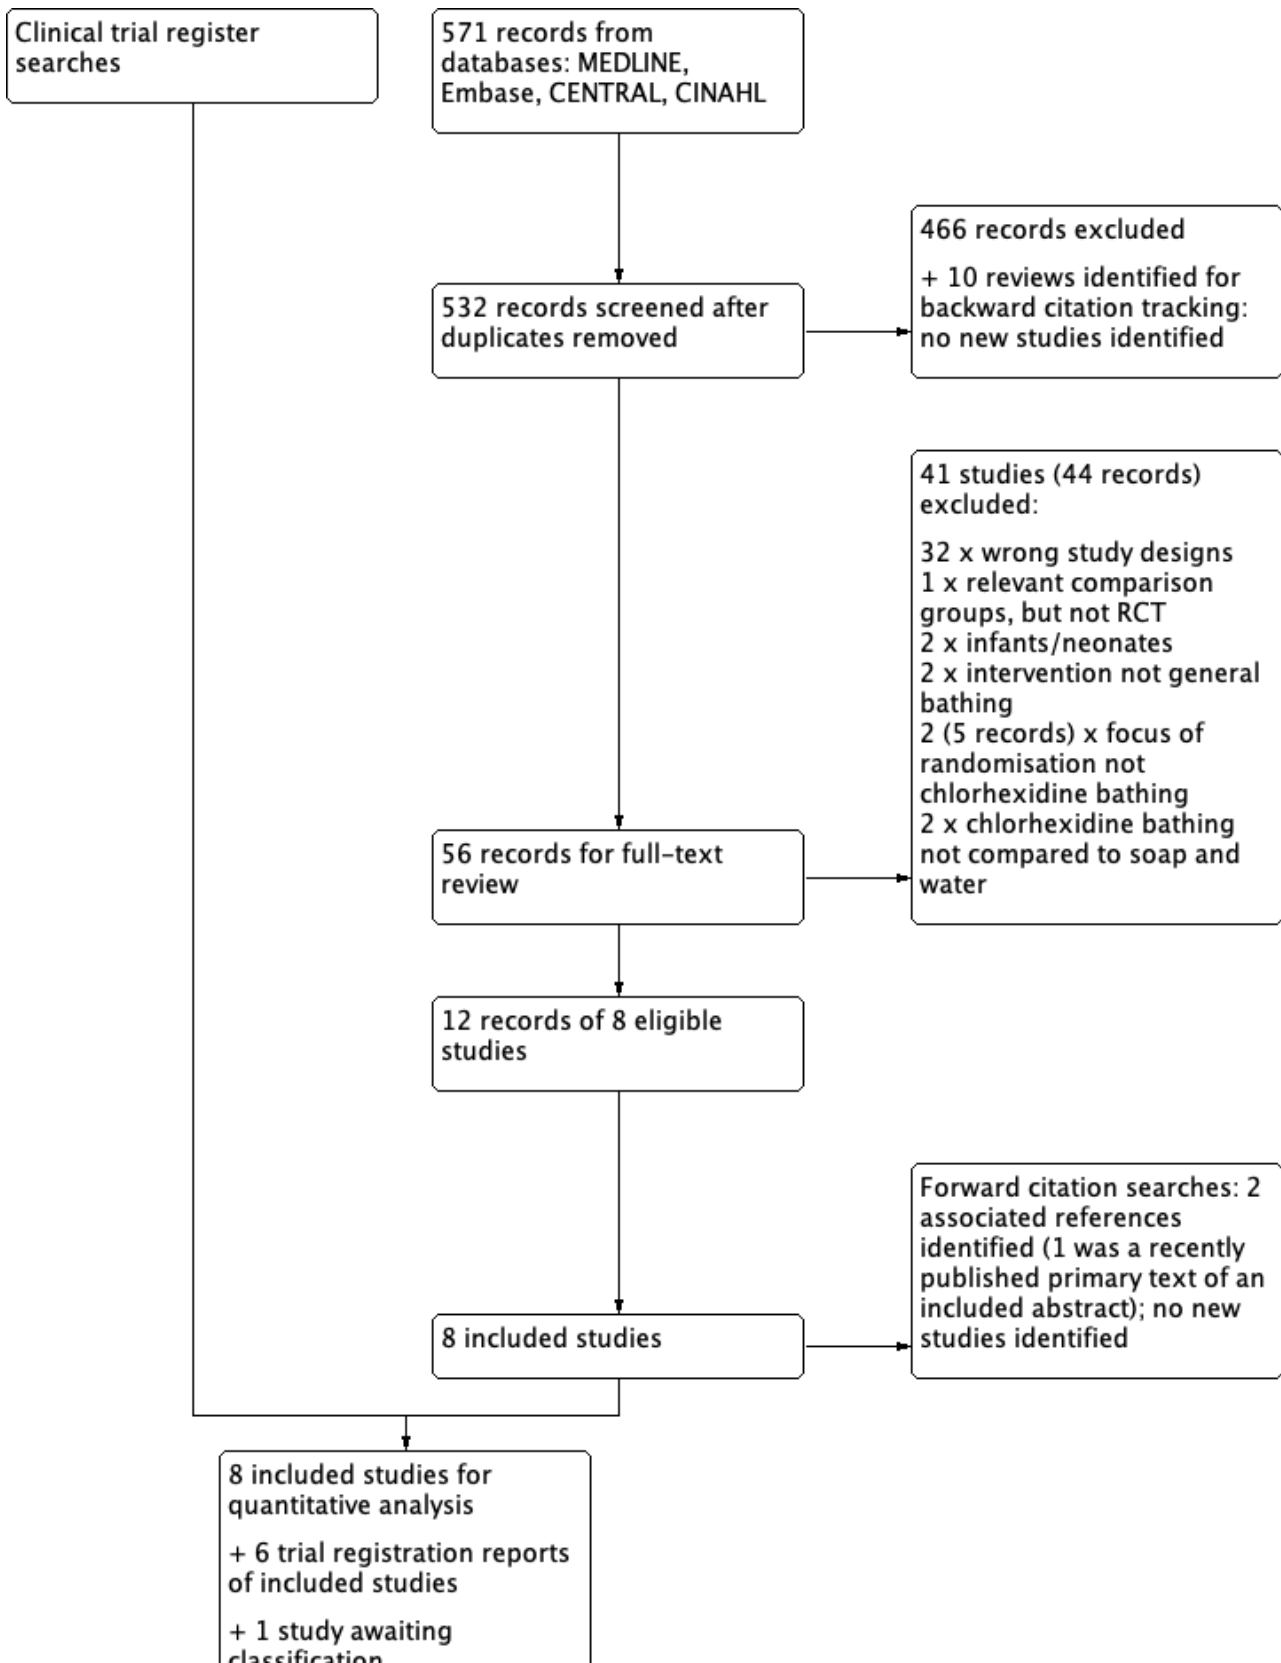 Clinical trial register
searches
571 records from
databases: MEDLINE,
Embase, CENTRAL, CINAHL
466 records excluded
+ 10 reviews identified for
backward citation tracking:
no new studies identified
532 records screened after
duplicates removed
41 studies (44 records)
excluded:
32 x wrong study designs
1 x relevant comparison
groups, but not RCT
2 x infants/neonates
2 x intervention not general
bathing
2 (5 records) x focus of
randomisation not
chlorhexidine bathing
2 x chlorhexidine bathing
not compared to soap and
water
56 records for full-text
review
12 records of 8 eligible
studies
Forward citation searches: 2
associated references
identified (1 was a recently
published primary text of an
included abstract); no new
studies identified
8 included studies
8 included studies for
quantitative analysis
+ 6 trial registration reports
of included studies
+ 1 study awaiting
classification